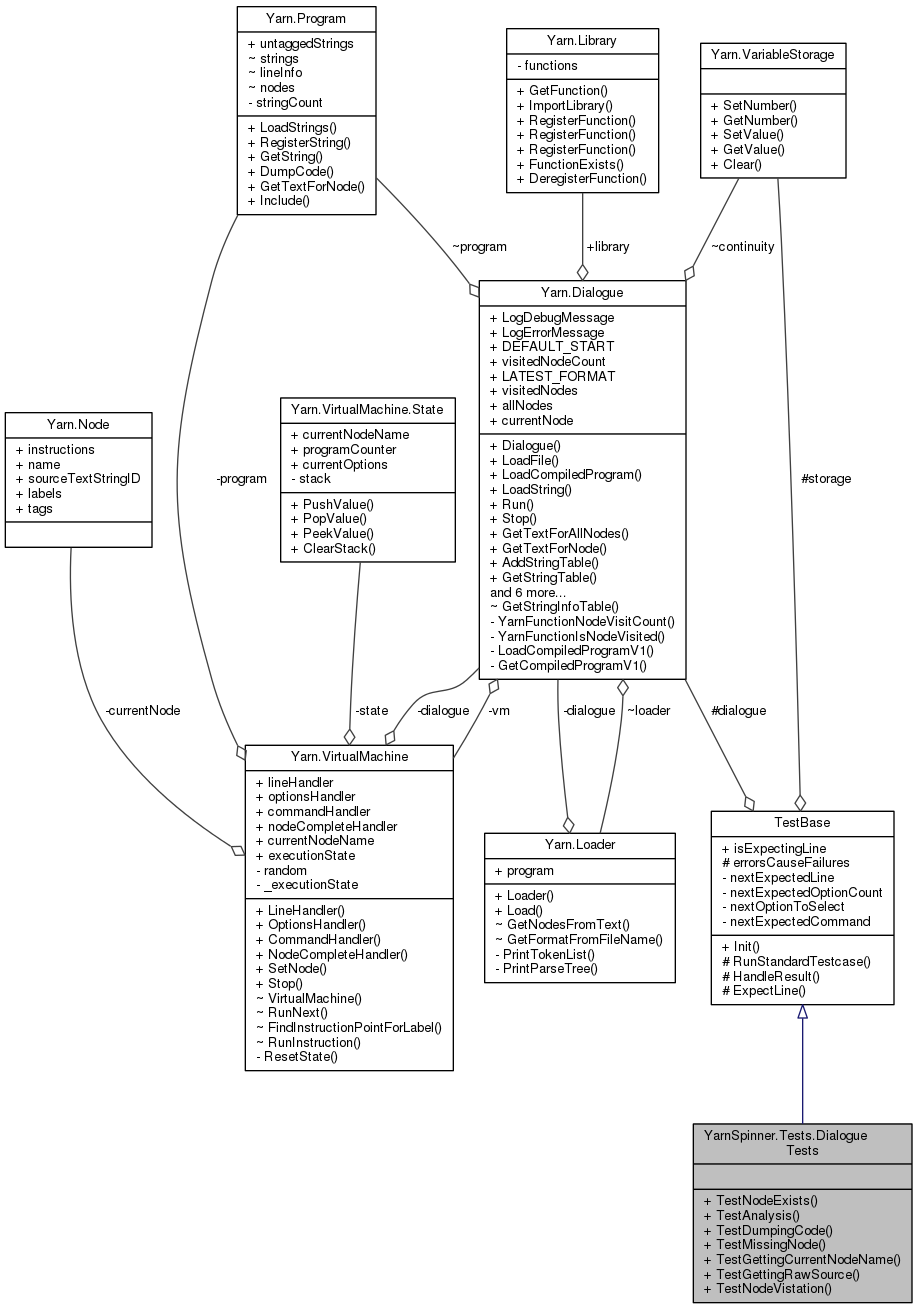 Yarn.Program
+ untaggedStrings
~ strings
~ lineInfo
~ nodes
- stringCount
+ LoadStrings()
+ RegisterString()
+ GetString()
+ DumpCode()
+ GetTextForNode()
+ Include()
Yarn.Library
- functions
+ GetFunction()
+ ImportLibrary()
+ RegisterFunction()
+ RegisterFunction()
+ RegisterFunction()
+ FunctionExists()
+ DeregisterFunction()
Yarn.VariableStorage
+ SetNumber()
+ GetNumber()
+ SetValue()
+ GetValue()
+ Clear()
~program
+library
~continuity
Yarn.Dialogue
+ LogDebugMessage
+ LogErrorMessage
+ DEFAULT_START
+ visitedNodeCount
+ LATEST_FORMAT
+ visitedNodes
+ allNodes
+ currentNode
+ Dialogue()
+ LoadFile()
+ LoadCompiledProgram()
+ LoadString()
+ Run()
+ Stop()
+ GetTextForAllNodes()
+ GetTextForNode()
+ AddStringTable()
+ GetStringTable()
and 6 more...
~ GetStringInfoTable()
- YarnFunctionNodeVisitCount()
- YarnFunctionIsNodeVisited()
- LoadCompiledProgramV1()
- GetCompiledProgramV1()
Yarn.Node
+ instructions
+ name
+ sourceTextStringID
+ labels
+ tags
Yarn.VirtualMachine.State
+ currentNodeName
+ programCounter
+ currentOptions
- stack
+ PushValue()
+ PopValue()
+ PeekValue()
+ ClearStack()
-program
#storage
-currentNode
-state
-dialogue
-vm
-dialogue
~loader
#dialogue
Yarn.VirtualMachine
+ lineHandler
+ optionsHandler
+ commandHandler
+ nodeCompleteHandler
+ currentNodeName
+ executionState
- random
- _executionState
+ LineHandler()
+ OptionsHandler()
+ CommandHandler()
+ NodeCompleteHandler()
+ SetNode()
+ Stop()
~ VirtualMachine()
~ RunNext()
~ FindInstructionPointForLabel()
~ RunInstruction()
- ResetState()
Yarn.Loader
+ program
+ Loader()
+ Load()
~ GetNodesFromText()
~ GetFormatFromFileName()
- PrintTokenList()
- PrintParseTree()
TestBase
+ isExpectingLine
# errorsCauseFailures
- nextExpectedLine
- nextExpectedOptionCount
- nextOptionToSelect
- nextExpectedCommand
+ Init()
# RunStandardTestcase()
# HandleResult()
# ExpectLine()
YarnSpinner.Tests.Dialogue
Tests
+ TestNodeExists()
+ TestAnalysis()
+ TestDumpingCode()
+ TestMissingNode()
+ TestGettingCurrentNodeName()
+ TestGettingRawSource()
+ TestNodeVistation()